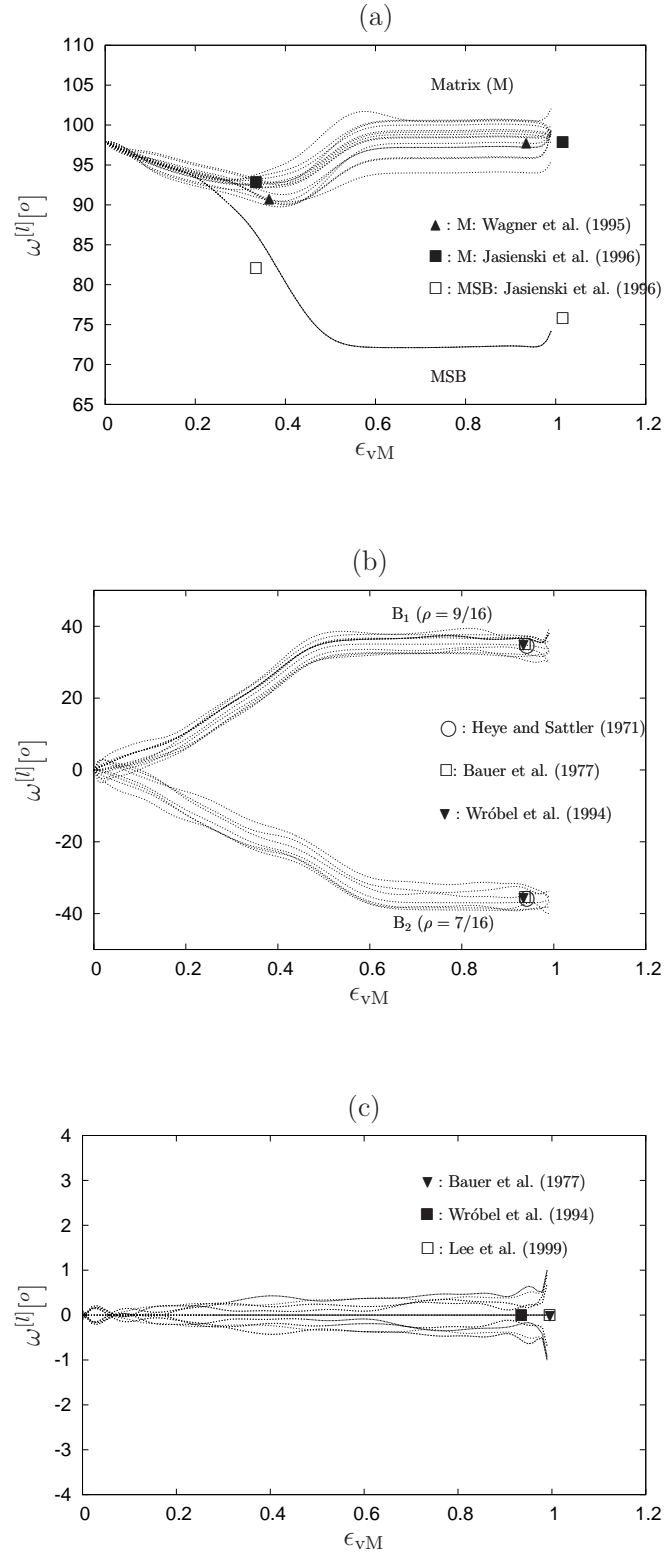 (a)
110
105
100
95
90
85
80
75
70
65
ω^[l][o]
Matrix (M)
▲ : M: Wagner et al. (1995)
■ : M: Jasienski et al. (1996)
□ : MSB: Jasienski et al. (1996)
MSB
0 0.2 0.4 0.6 0.8 1 1.2
ϵvM
(b)
40
20
0
-20
-40
ω^[l][o]
B₁ (ρ = 9/16)
○ : Heye and Sattler (1971)
□ : Bauer et al. (1977)
▼ : Wróbel et al. (1994)
B₂ (ρ = 7/16)
0 0.2 0.4 0.6 0.8 1 1.2
ϵvM
(c)
4
3
2
1
0
-1
-2
-3
-4
ω^[l][o]
▼ : Bauer et al. (1977)
■ : Wróbel et al. (1994)
□ : Lee et al. (1999)
0 0.2 0.4 0.6 0.8 1 1.2
ϵvM